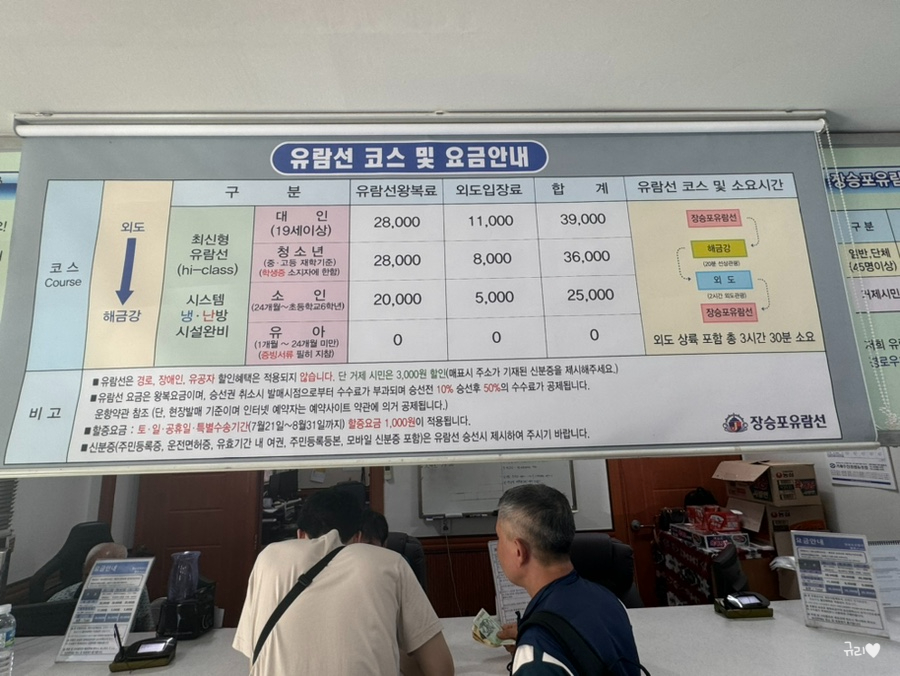 유람선 코스 및 요금안내
구 분
유람선왕복료
외도입장료
합 계
유람선 코스 및 소요시간
코스
Course
외도
해금강
최신형
유람선
(hi-class)
시스템
냉·난방
시설완비
대 인
(19세이상)
28,000
11,000
39,000
청소년
(중·고등 재학기준)
(학생증 소지자에 한함)
28,000
8,000
36,000
소 인
(24개월~초등학교6학년)
20,000
5,000
25,000
유 아
(1개월 ~ 24개월 미만)
(증빙서류 필히 지참)
0
0
0
장승포유람선
해금강
(20분 선상관광)
외 도
(2시간 외도관광)
장승포유람선
외도 상륙 포함 총 3시간 30분 소요
비 고
■ 유람선은 경로, 장애인, 유공자 할인혜택은 적용되지 않습니다. 단 거제 시민은 3,000원 할인(매표시 주소가 기재된 신분증을 제시해주세요.)
■ 유람선 요금은 왕복요금이며, 승선권 취소시 발매시점으로부터 수수료가 부과되며 승선전 10% 승선후 50%의 수수료가 공제됩니다.
운항약관 참조 (단, 현장발매 기준이며 인터넷 예약자는 예약사이트 약관에 의거 공제됩니다.)
■ 할증요금 : 토·일·공휴일·특별수송기간(7월21일~8월31일까지) 할증요금 1,000원이 적용됩니다.
■ 신분증(주민등록증, 운전면허증, 유효기간 내 여권, 주민등록등본, 모바일 신분증 포함)은 유람선 승선시 제시하여 주시기 바랍니다.
장승포유람선
장승포유람
구 분
일반,단체
(45명이상)
거제시민
요금안내
요금안내
규리♥